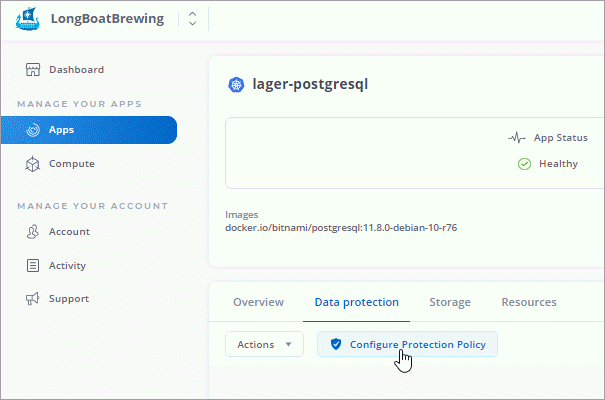 LongBoatBrewing
Dashboard
MANAGE YOUR APPS
Apps
Compute
MANAGE YOUR ACCOUNT
Account
Activity
Support
lager-postgresql
App Status
Healthy
Images
docker.io/bitnami/postgresql:11.8.0-debian-10-r76
Overview Data protection Storage Resources
Actions Configure Protection Policy